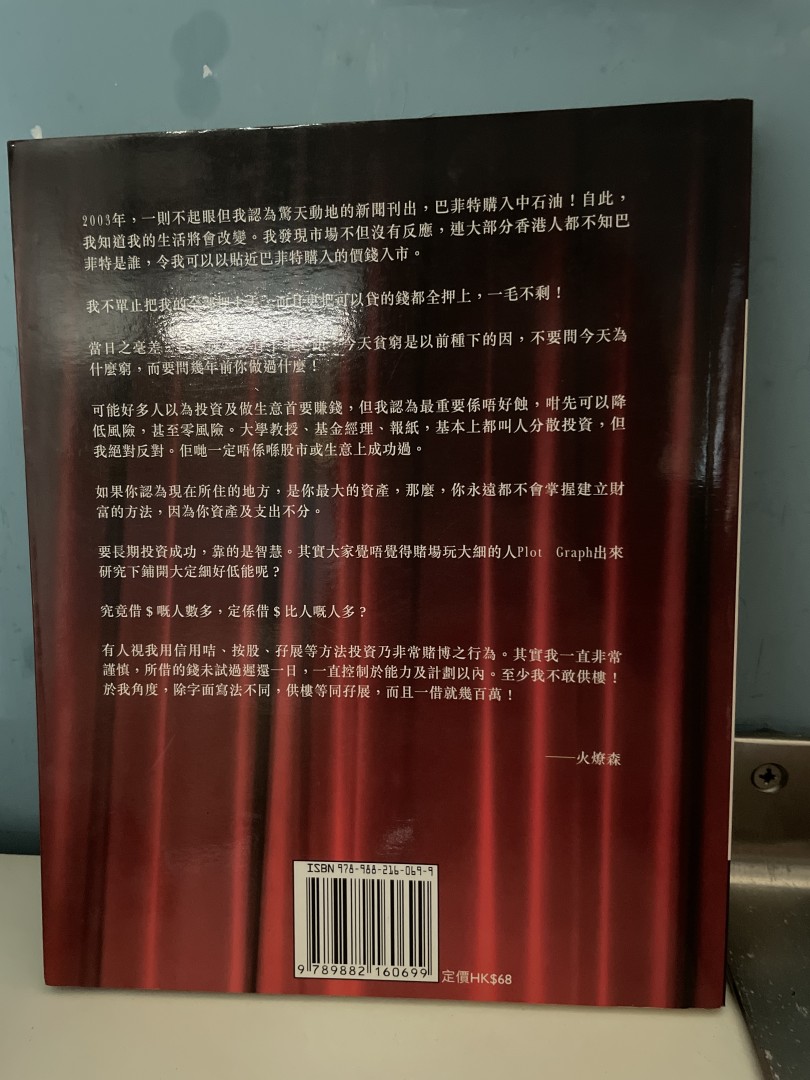 2003年，一則不起眼但我認為驚天動地的新聞刊出，巴菲特購入中石油！自此，
我知道我的生活將會改變。我發現市場不但沒有反應，連大部分香港人都不知巴
菲特是誰，令我可以以貼近巴菲特購入的價錢入市。
我不單止把我的全部押上去，而且更把可以貸的錢都全押上，一毛不剩！
當日之毫差，今天貧窮是以前種下的因，不要問今天為
什麼窮，而要問幾年前你做過什麼！
可能好多人以為投資及做生意首要賺錢，但我認為最重要係唔好蝕，咁先可以降
低風險，甚至零風險。大學教授、基金經理、報紙，基本上都叫人分散投資，但
我絕對反對。佢哋一定唔係喺股市或生意上成功過。
如果你認為現在所住的地方，是你最大的資產，那麼，你永遠都不會掌握建立財
富的方法，因為你資產及支出不分。
要長期投資成功，靠的是智慧。其實大家覺唔覺得賭場玩大細的人Plot Graph出來
研究下鋪開大定細好低能呢？
究竟借$嘅人數多，定係借$比人嘅人多？
有人視我用信用咭、按股、孖展等方法投資乃非常賭博之行為。其實我一直非常
謹慎，所借的錢未試過遲還一日，一直控制於能力及計劃以內。至少我不敢供樓！
於我角度，除字面寫法不同，供樓等同孖展，而且一借就幾百萬！
——火燎森
ISBN 978-988-216-069-9
9 789882 160699
定價HK$68